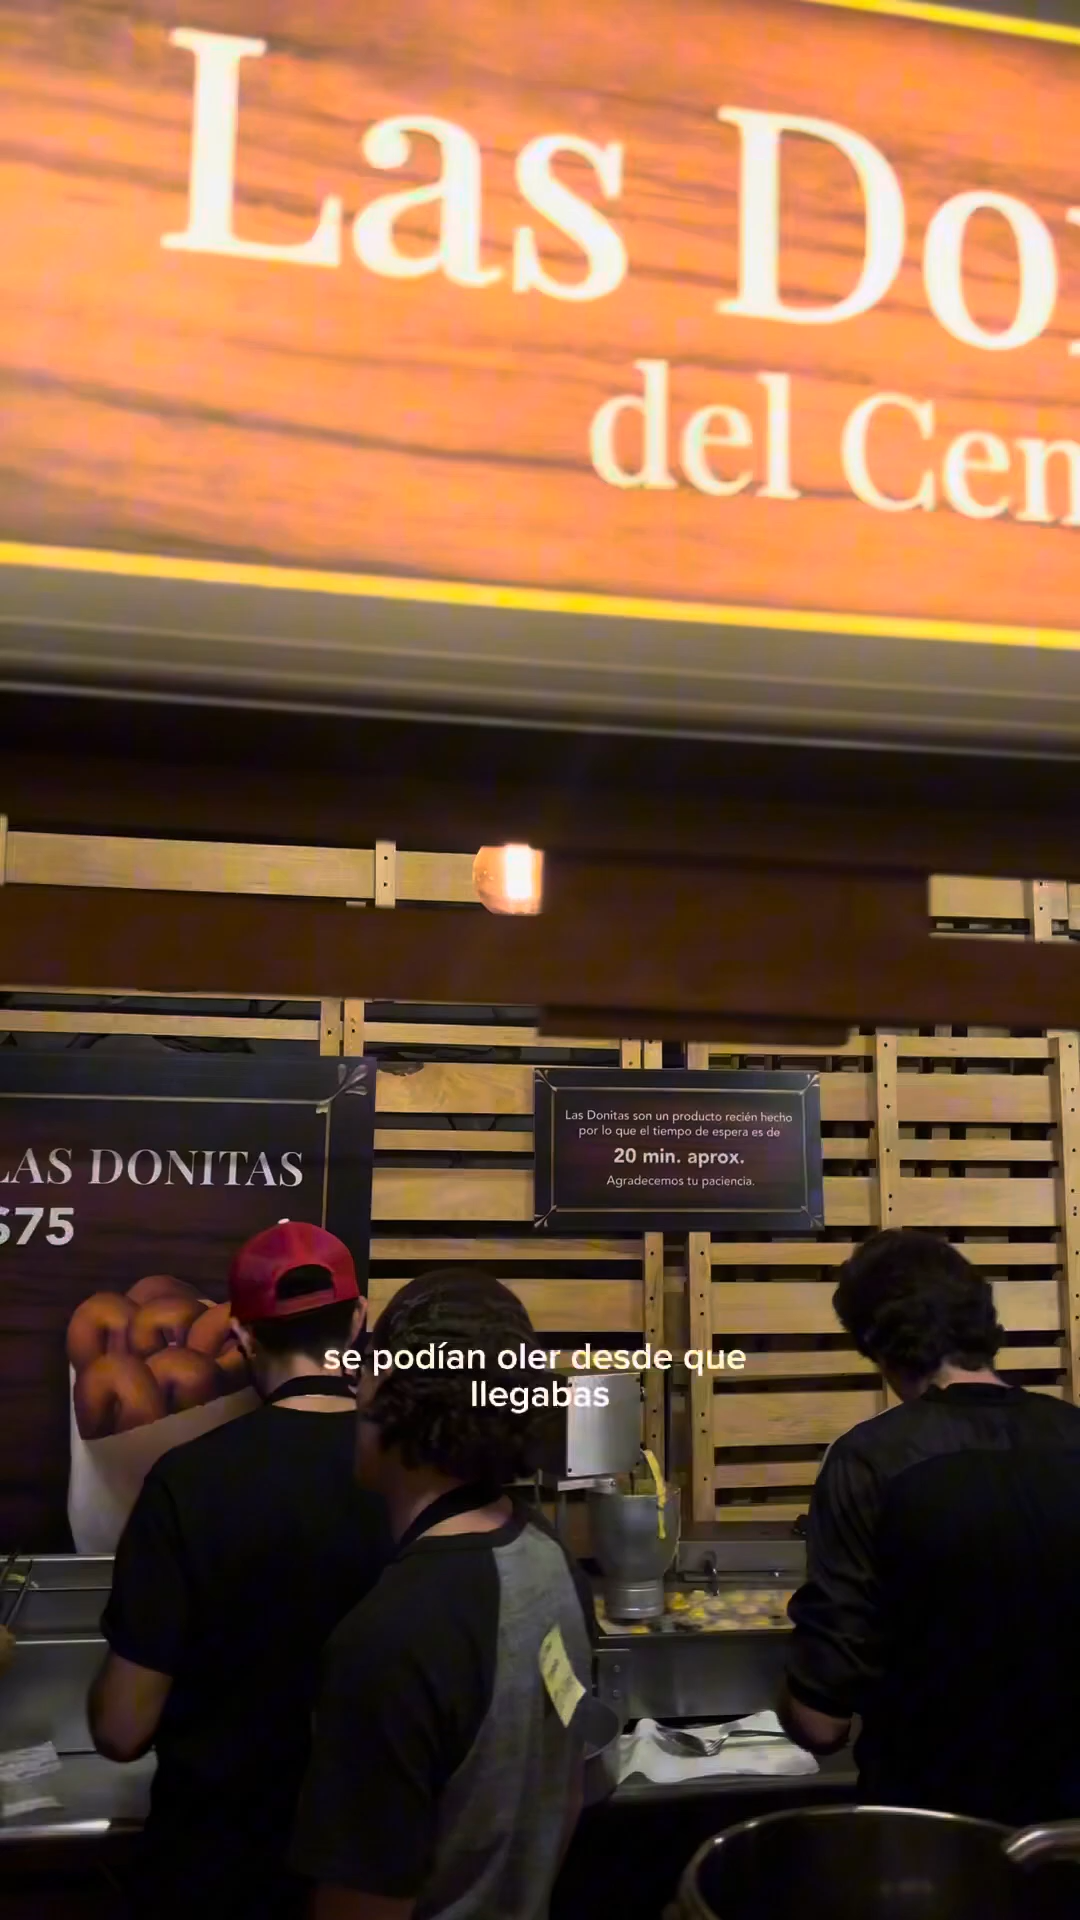 Las Do
del Cen
LAS DONITAS
$75
Las Donitas son un producto recién hecho
por lo que el tiempo de espera es de
20 min. aprox.
Agradecemos tu paciencia.
se podían oler desde que
llegabas